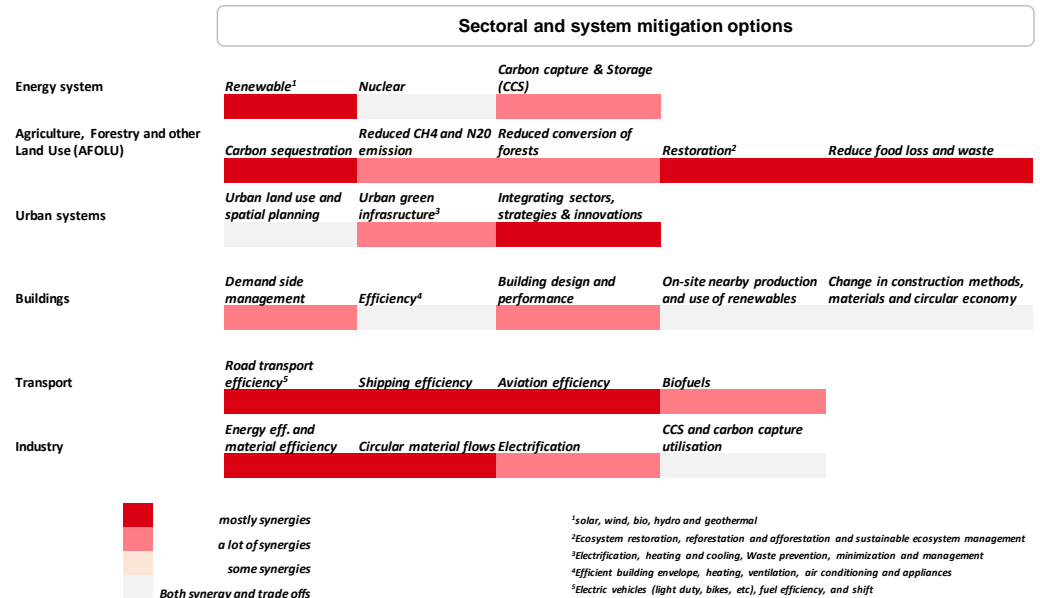 Sectoral and system mitigation options
Energy system
Renewable¹
Nuclear
Carbon capture & Storage
(CCS)
Agriculture, Forestry and other
Land Use (AFOLU)
Carbon sequestration
Reduced CH4 and N20
emission
Reduced conversion of
forests
Restoration²
Reduce food loss and waste
Urban systems
Urban land use and
spatial planning
Urban green
infrasructure³
Integrating sectors,
strategies & innovations
Buildings
Demand side
management
Efficiency⁴
Building design and
performance
On-site nearby production
and use of renewables
Change in construction methods,
materials and circular economy
Transport
Road transport
efficiency⁵
Shipping efficiency
Aviation efficiency
Biofuels
Industry
Energy eff. and
material efficiency
Circular material flows
Electrification
CCS and carbon capture
utilisation
mostly synergies
a lot of synergies
some synergies
Both synergy and trade offs
¹solar, wind, bio, hydro and geothermal
²Ecosystem restoration, reforestation and afforestation and sustainable ecosystem management
³Electrification, heating and cooling, Waste prevention, minimization and management
⁴Efficient building envelope, heating, ventilation, air conditioning and appliances
⁵Electric vehicles (light duty, bikes, etc), fuel efficiency, and shift